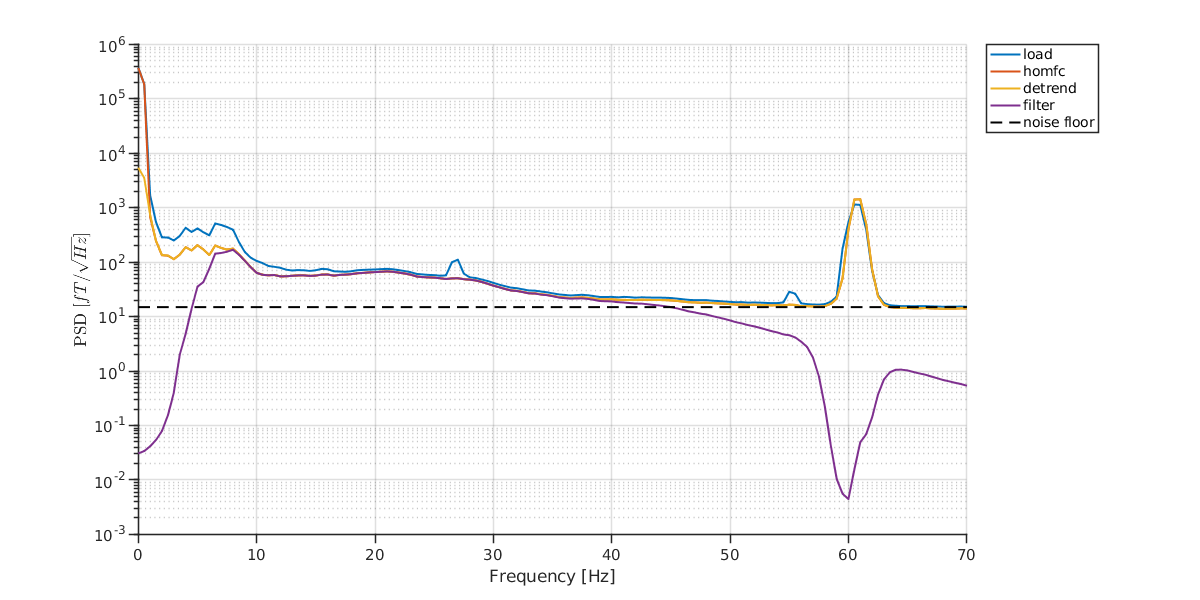 10^6
10^5
10^4
10^3
10^2
10^1
10^0
10^-1
10^-2
10^-3
PSD [fT/√Hz]
0 10 20 30 40 50 60 70
Frequency [Hz]
load
homfc
detrend
filter
noise floor